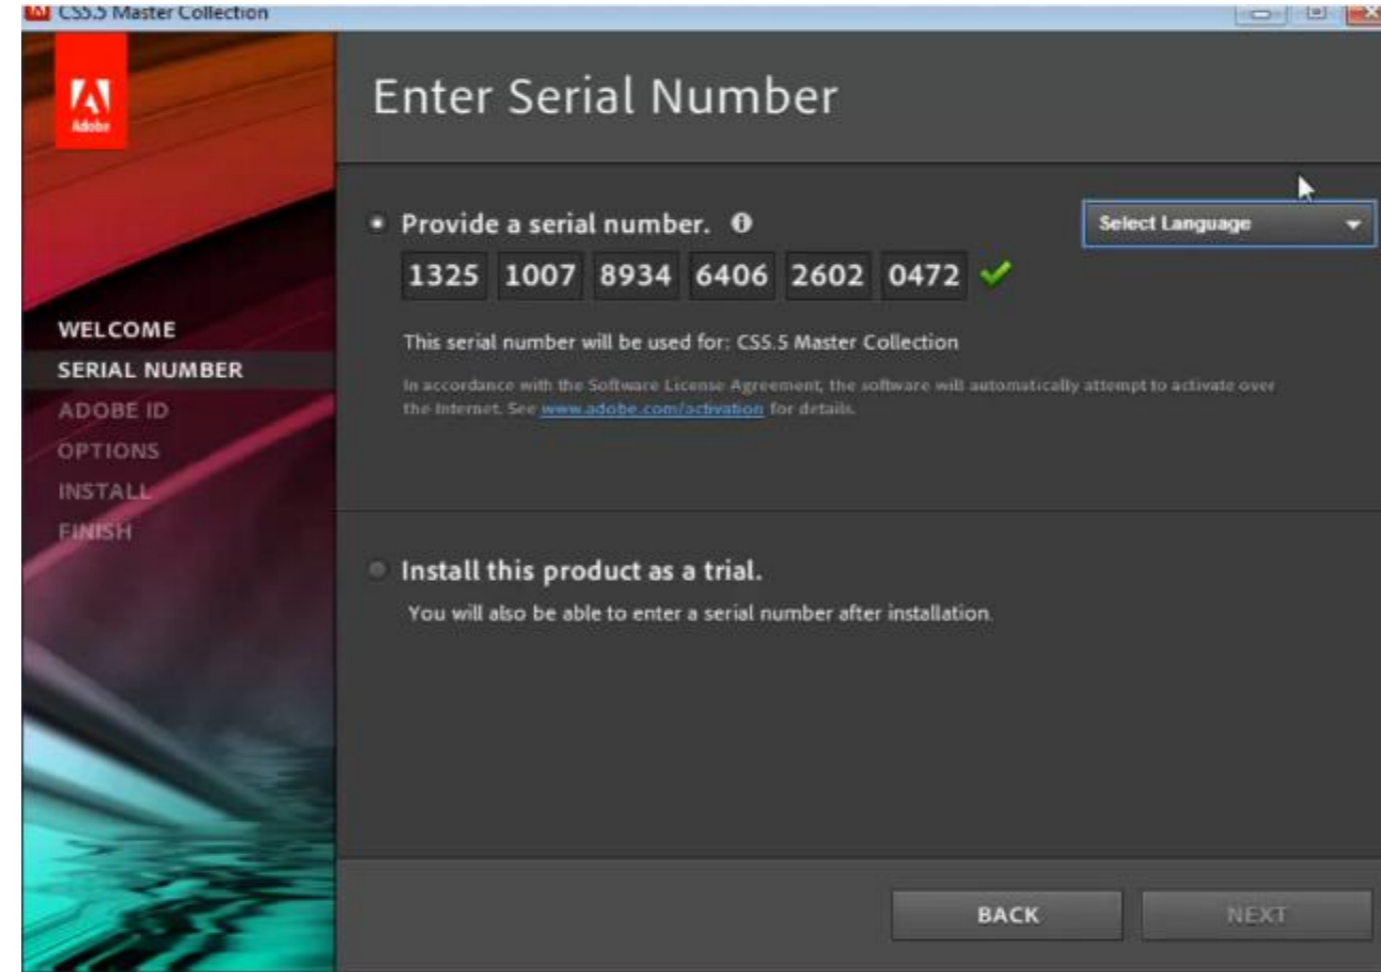 CS5.5 Master Collection
Adobe
Enter Serial Number
Provide a serial number.
Select Language
1325 1007 8934 6406 2602 0472
This serial number will be used for: CS5.5 Master Collection
In accordance with the Software License Agreement, the software will automatically attempt to activate over
the Internet. See www.adobe.com/activation for details.
WELCOME
SERIAL NUMBER
ADOBE ID
OPTIONS
INSTALL
FINISH
Install this product as a trial.
You will also be able to enter a serial number after installation.
BACK
NEXT